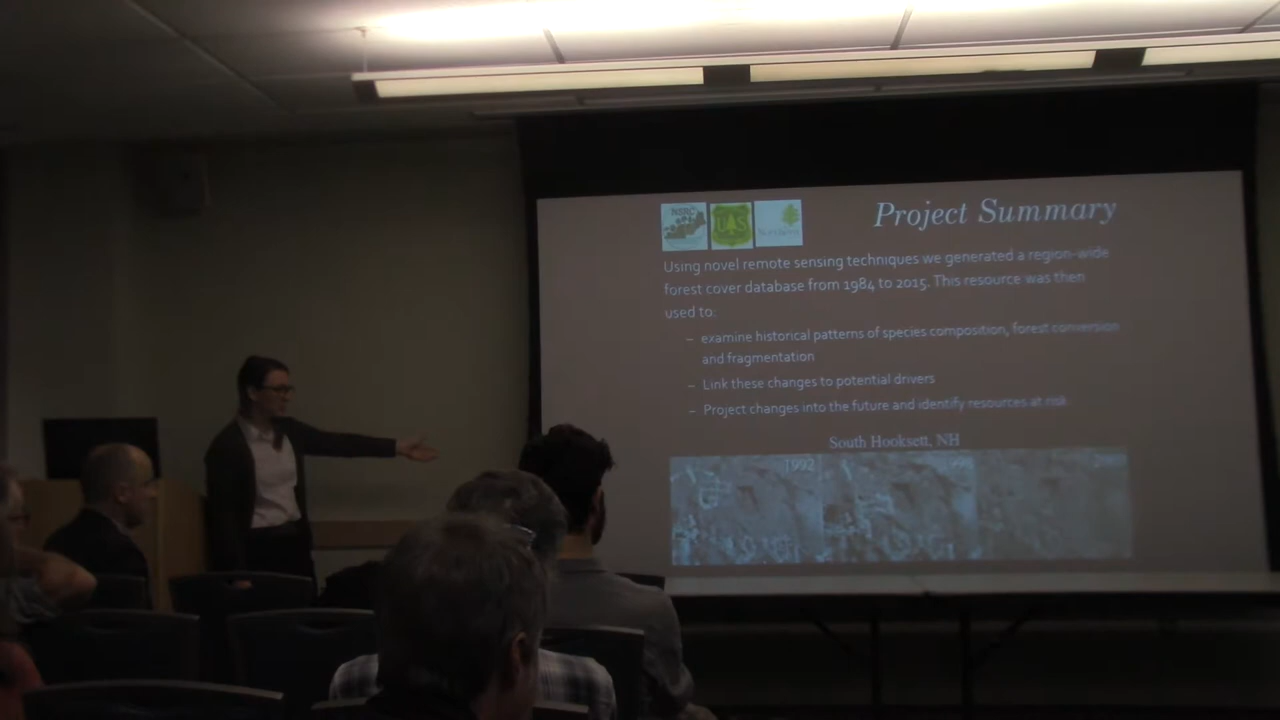 NSRC
Project Summary
U S
Using novel remote sensing techniques we generated a region-wide
forest cover database from 1984 to 2015. This resource was then
used to:
– examine historical patterns of species composition, forest conversion
and fragmentation
– Link these changes to potential drivers
– Project changes into the future and identify resources at risk
South Hooksett, NH
1992